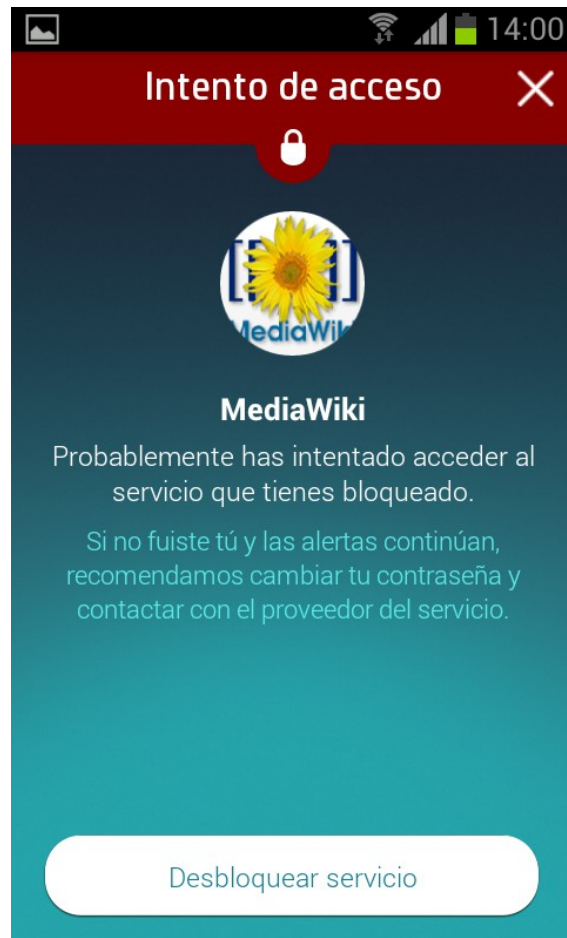 14:00
Intento de acceso
[[ ]]
MediaWiki
MediaWiki
Probablemente has intentado acceder al
servicio que tienes bloqueado.
Si no fuiste tú y las alertas continúan,
recomendamos cambiar tu contraseña y
contactar con el proveedor del servicio.
Desbloquear servicio